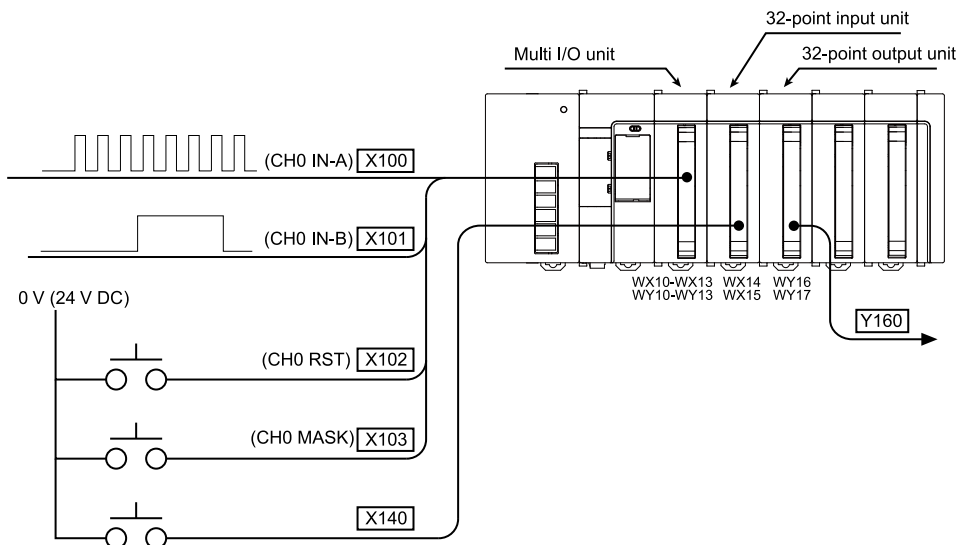 32-point input unit
Multi I/O unit
32-point output unit
(CH0 IN-A) X100
(CH0 IN-B) X101
0 V (24 V DC)
WX10-WX13 WX14 WY16
WY10-WY13 WX15 WY17
Y160
(CH0 RST) X102
(CH0 MASK) X103
X140